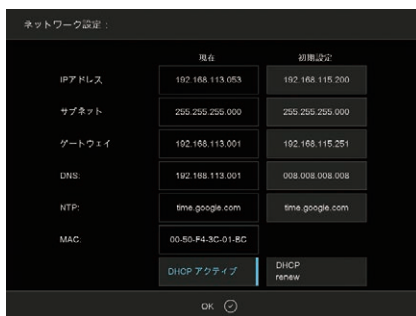 ネットワーク設定 :
現在 初期設定
IPアドレス 192.168.113.053 192.168.115.200
サブネット 255.255.255.000 255.255.255.000
ゲートウェイ 192.168.113.001 192.168.115.251
DNS: 192.168.113.001 008.008.008.008
NTP: time.google.com time.google.com
MAC: 00-50-F4-3C-01-BC
DHCP アクティブ DHCP
renew
OK